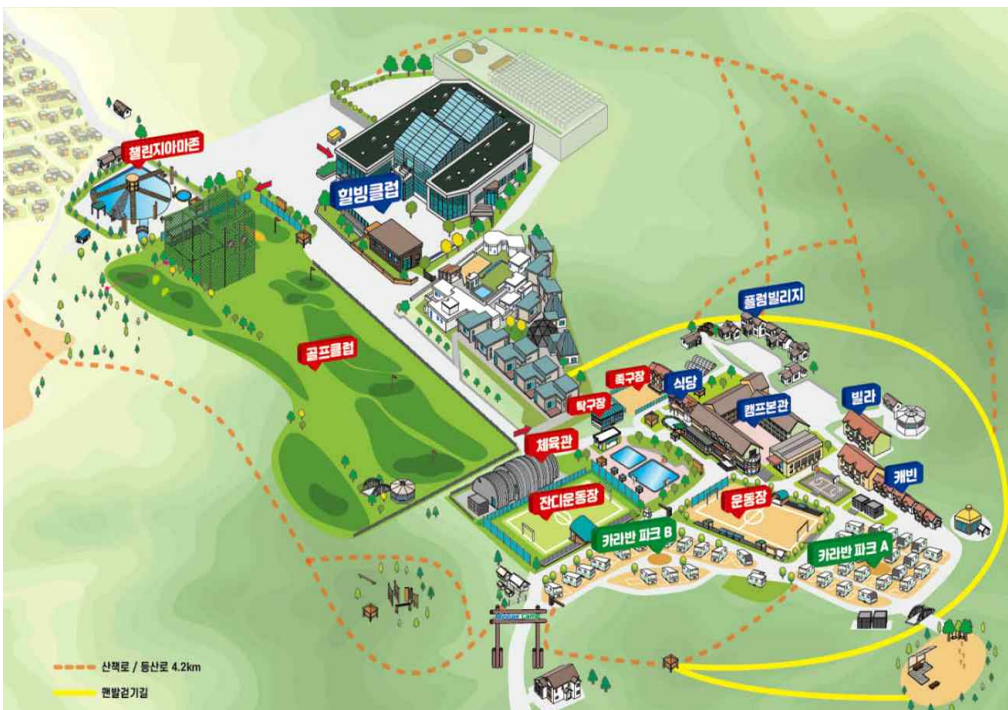 챌린지아마존
힐빙클럽
골프클럽
플럼빌리지
족구장
식당
탁구장
캠프본관
빌라
체육관
캐빈
잔디운동장
운동장
카라반 파크 B
카라반 파크 A
산책로 / 등산로 4.2km
맨발걷기길